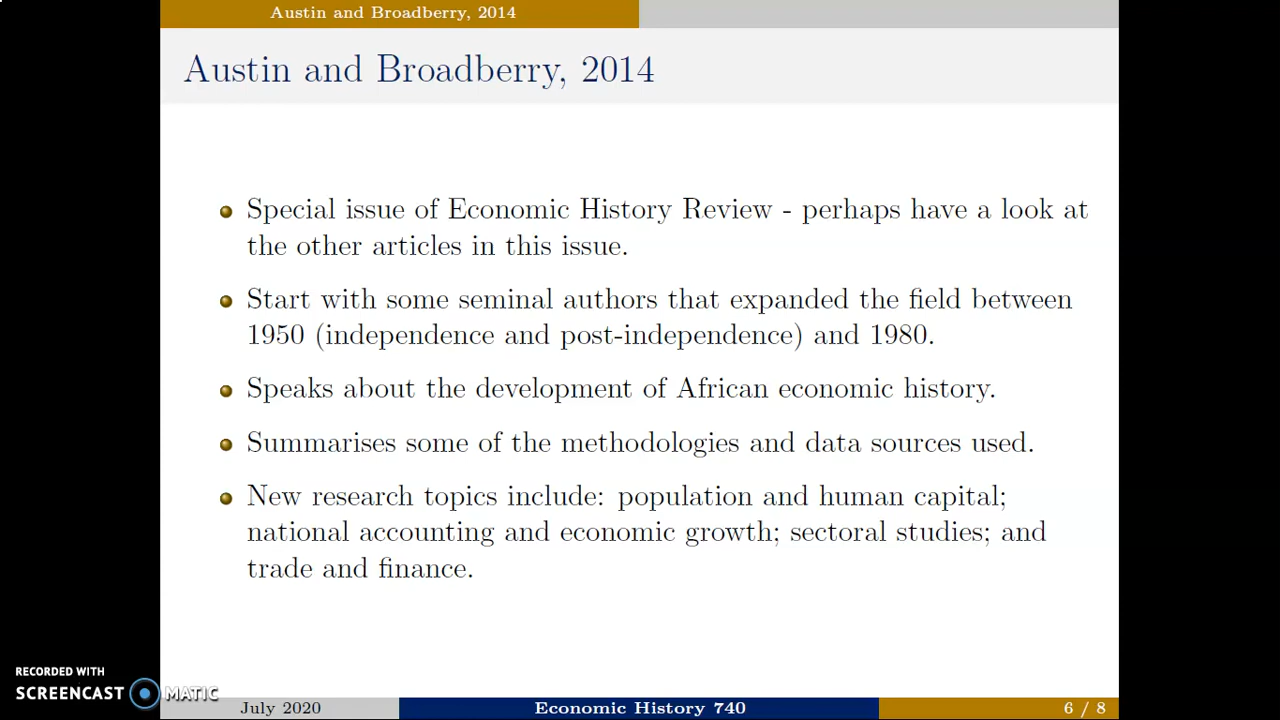 Austin and Broadberry, 2014
Austin and Broadberry, 2014
Special issue of Economic History Review - perhaps have a look at
the other articles in this issue.
Start with some seminal authors that expanded the field between
1950 (independence and post-independence) and 1980.
Speaks about the development of African economic history.
Summarises some of the methodologies and data sources used.
New research topics include: population and human capital;
national accounting and economic growth; sectoral studies; and
trade and finance.
RECORDED WITH
SCREENCAST MATIC
July 2020 Economic History 740 6 / 8